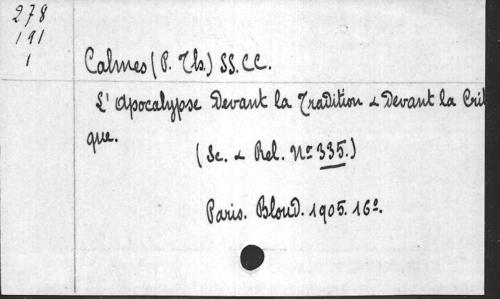 278
191
1
Calmes (P. Th.) SS. CC.
L' Apocalypse Devant la Tradition & Devant la Criti
que.
(Sc. & Rel. No 335.)
Paris. Bloud. 1905. 16o.